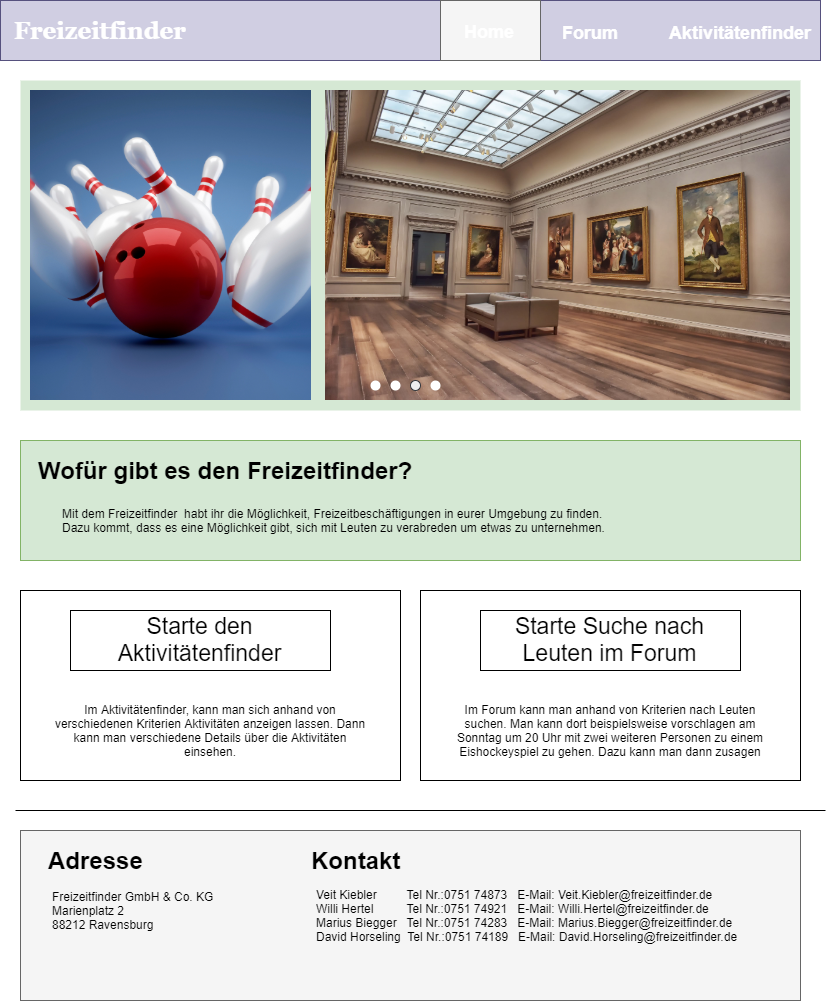 Freizeitfinder
Home Forum Aktivitätenfinder
Wofür gibt es den Freizeitfinder?
Mit dem Freizeitfinder habt ihr die Möglichkeit, Freizeitbeschäftigungen in eurer Umgebung zu finden.
Dazu kommt, dass es eine Möglichkeit gibt, sich mit Leuten zu verabreden um etwas zu unternehmen.
Starte den
Aktivitätenfinder
Im Aktivitätenfinder, kann man sich anhand von
verschiedenen Kriterien Aktivitäten anzeigen lassen. Dann
kann man verschiedene Details über die Aktivitäten
einsehen.
Starte Suche nach
Leuten im Forum
Im Forum kann man anhand von Kriterien nach Leuten
suchen. Man kann dort beispielsweise vorschlagen am
Sonntag um 20 Uhr mit zwei weiteren Personen zu einem
Eishockeyspiel zu gehen. Dazu kann man dann zusagen
Adresse
Freizeitfinder GmbH & Co. KG
Marienplatz 2
88212 Ravensburg
Kontakt
Veit Kiebler Tel Nr.:0751 74873 E-Mail: Veit.Kiebler@freizeitfinder.de
Willi Hertel Tel Nr.:0751 74921 E-Mail: Willi.Hertel@freizeitfinder.de
Marius Biegger Tel Nr.:0751 74283 E-Mail: Marius.Biegger@freizeitfinder.de
David Horseling Tel Nr.:0751 74189 E-Mail: David.Horseling@freizeitfinder.de